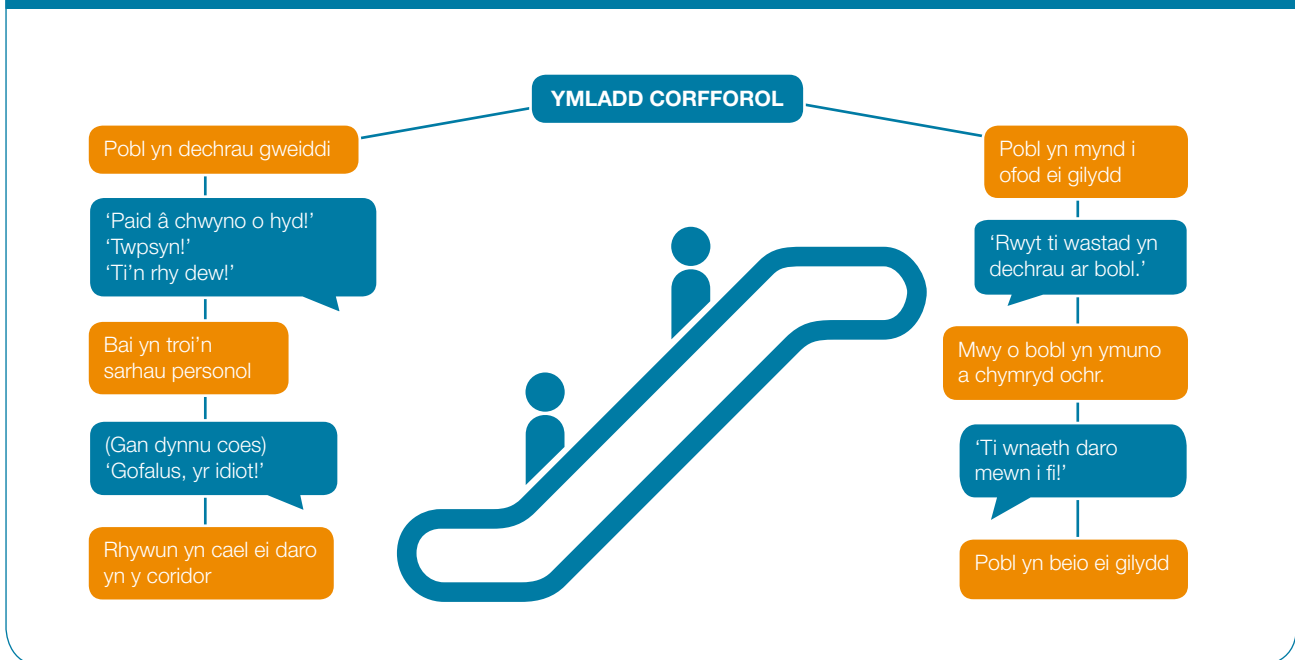 YMLADD CORFFOROL
Pobl yn dechrau gweiddi
‘Paid â chwyno o hyd!’
‘Twpsyn!’
‘Ti’n rhy dew!’
Bai yn troi’n
sarhau personol
(Gan dynnu coes)
‘Gofalus, yr idiot!’
Rhywun yn cael ei daro
yn y coridor
Pobl yn mynd i
ofod ei gilydd
‘Rwyt ti wastad yn
dechrau ar bobl.’
Mwy o bobl yn ymuno
a chymryd ochr.
‘Ti wnaeth daro
mewn i fi!’
Pobl yn beio ei gilydd